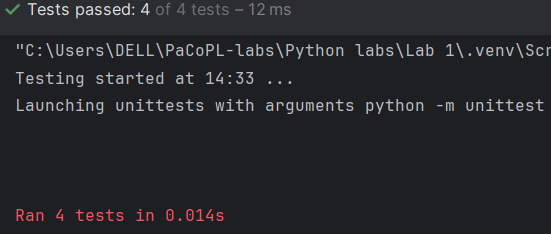 Tests passed: 4 of 4 tests – 12 ms
"C:\Users\DELL\PaCoPL-labs\Python labs\Lab 1\.venv\Scr
Testing started at 14:33 ...
Launching unittests with arguments python -m unittest
Ran 4 tests in 0.014s